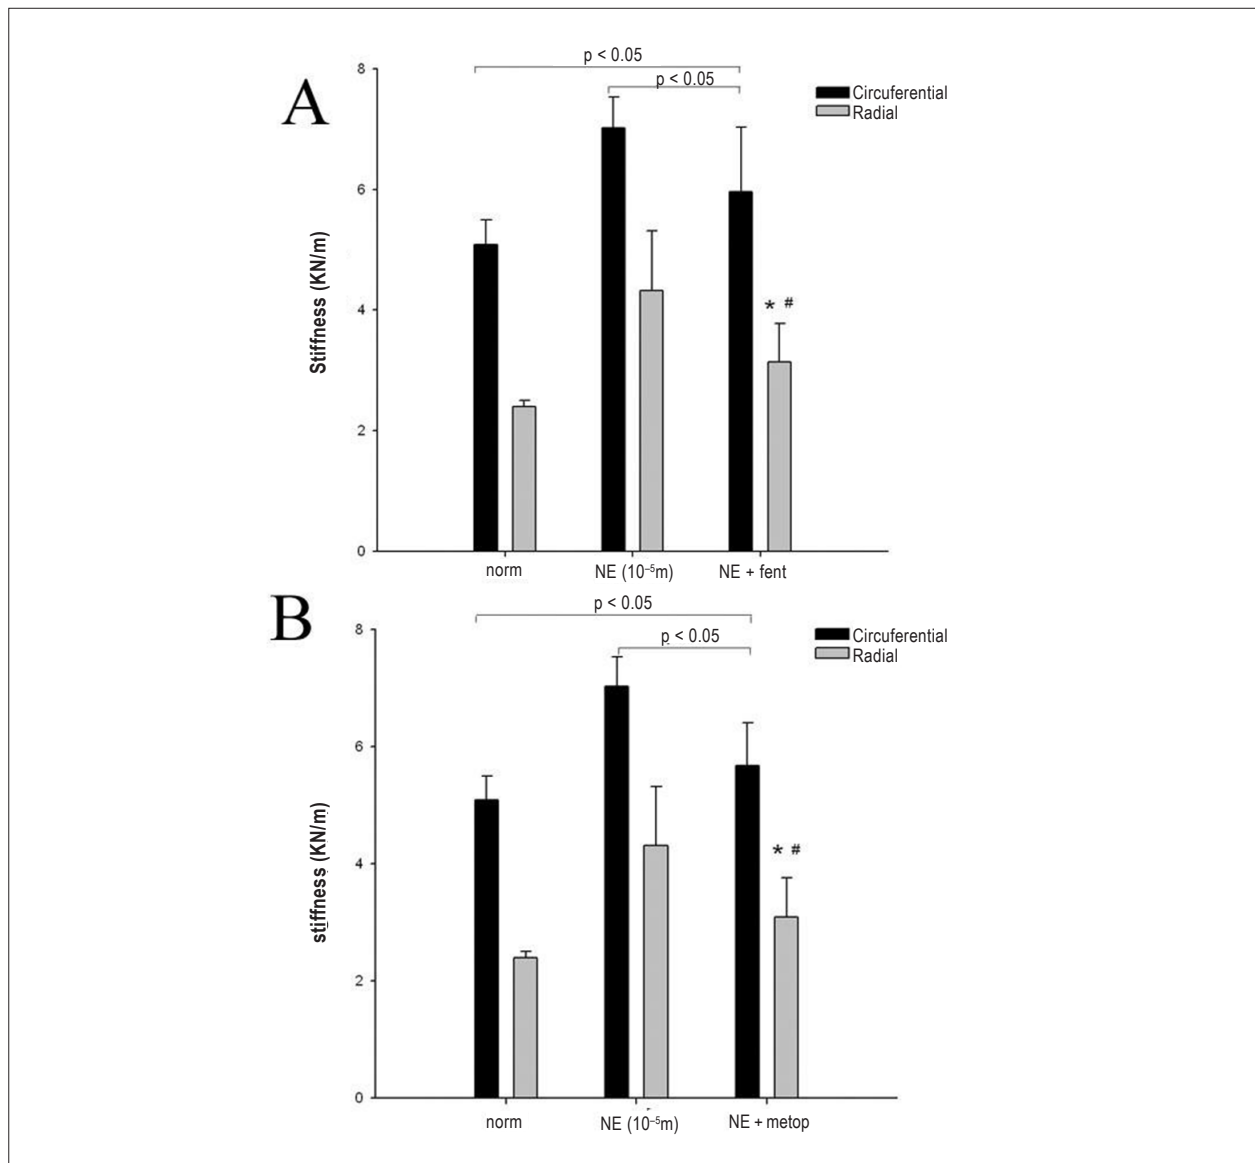 A
p < 0.05
p < 0.05
Circuferential
Radial
8
6
4
2
0
Stiffness (KN/m)
* #
norm
NE (10⁻⁵m)
NE + fent
B
p < 0.05
p < 0.05
Circuferential
Radial
8
6
4
2
0
stiffness (KN/m)
* #
norm
NE (10⁻⁵m)
NE + metop